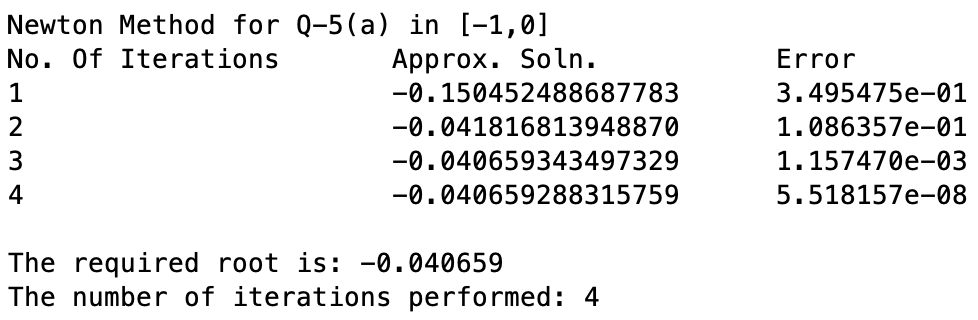 Newton Method for Q-5(a) in [-1,0]
No. Of Iterations Approx. Soln. Error
1 -0.150452488687783 3.495475e-01
2 -0.041816813948870 1.086357e-01
3 -0.040659343497329 1.157470e-03
4 -0.040659288315759 5.518157e-08
The required root is: -0.040659
The number of iterations performed: 4